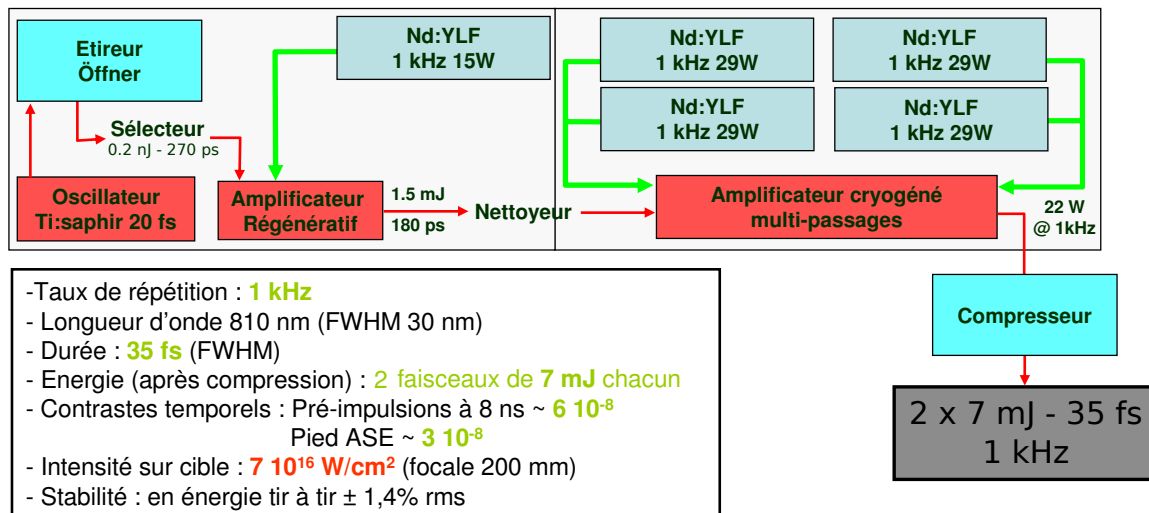 Etireur
Öffner
Nd:YLF
1 kHz 15W
Nd:YLF
1 kHz 29W
Nd:YLF
1 kHz 29W
Nd:YLF
1 kHz 29W
Nd:YLF
1 kHz 29W
Sélecteur
0.2 nJ - 270 ps
Oscillateur
Ti:saphir 20 fs
Amplificateur
Régénératif
1.5 mJ
180 ps
Nettoyeur
Amplificateur cryogéné
multi-passages
22 W
@ 1kHz
Compresseur
2 x 7 mJ - 35 fs
1 kHz
-Taux de répétition : 1 kHz
- Longueur d'onde 810 nm (FWHM 30 nm)
- Durée : 35 fs (FWHM)
- Energie (après compression) : 2 faisceaux de 7 mJ chacun
- Contrastes temporels : Pré-impulsions à 8 ns ~ 6 10⁻⁸
Pied ASE ~ 3 10⁻⁸
- Intensité sur cible : 7 10¹⁶ W/cm² (focale 200 mm)
- Stabilité : en énergie tir à tir ± 1,4% rms